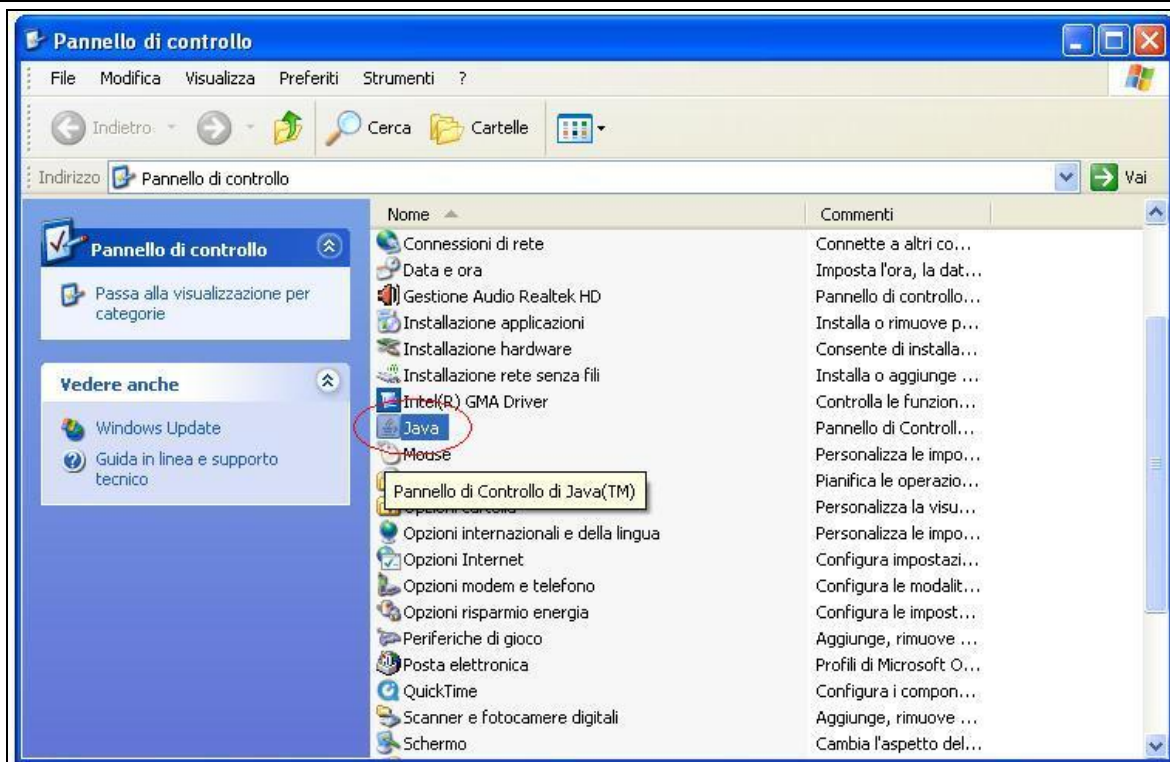 Pannello di controllo
File Modifica Visualizza Preferiti Strumenti ?
Indietro Cerca Cartelle
Indirizzo Pannello di controllo Vai
Pannello di controllo
Passa alla visualizzazione per
categorie
Vedere anche
Windows Update
Guida in linea e supporto
tecnico
Nome Commenti
Connessioni di rete Connette a altri co...
Data e ora Imposta l'ora, la dat...
Gestione Audio Realtek HD Pannello di controllo...
Installazione applicazioni Installa o rimuove p...
Installazione hardware Consente di installa...
Installazione rete senza fili Installa o aggiunge ...
Intel(R) GMA Driver Controlla le funzion...
Java Pannello di Controll...
Mouse Personalizza le impo...
Pianifica le operazio...
Pannello di Controllo di Java(TM)
Personalizza la visu...
Opzioni internazionali e della lingua Personalizza le impo...
Opzioni Internet Configura impostazi...
Opzioni modem e telefono Configura le modalit...
Opzioni risparmio energia Configura le impost...
Periferiche di gioco Aggiunge, rimuove ...
Posta elettronica Profili di Microsoft O...
QuickTime Configura i compon...
Scanner e fotocamere digitali Aggiunge, rimuove ...
Schermo Cambia l'aspetto del...